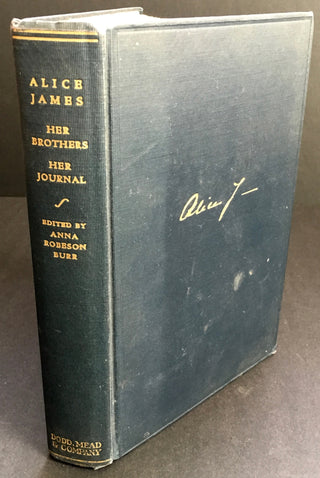 ALICE
JAMES
HER
BROTHERS
HER
JOURNAL
EDITED BY
ANNA
ROBESON
BURR
DODD, MEAD
& COMPANY
Alice J—